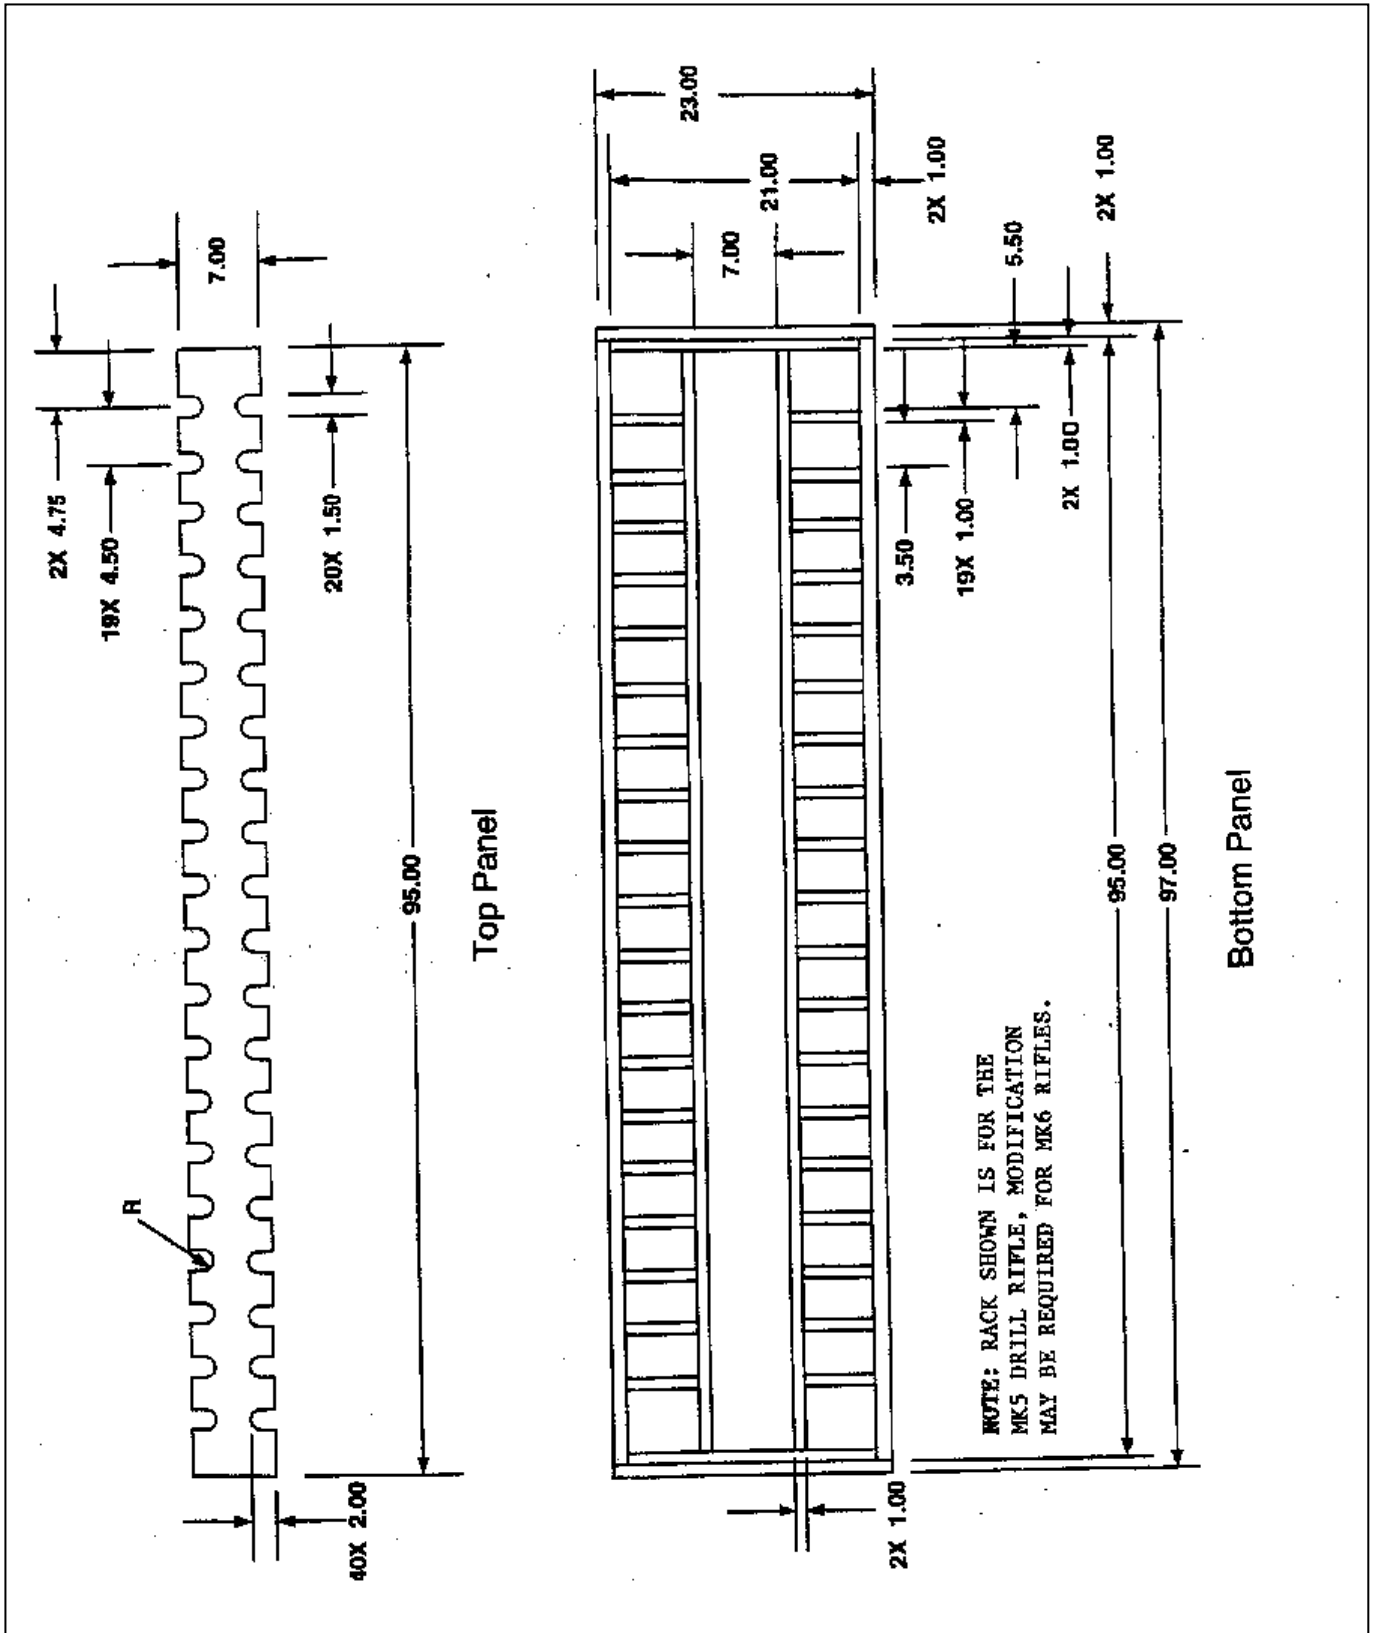 2X 4.75
19X 4.50
7.00
20X 1.50
R
95.00
40X 2.00
Top Panel
23.00
21.00
7.00
2X 1.00
2X 1.00
5.50
2X 1.00
3.50
19X 1.00
95.00
97.00
2X 1.00
NOTE: RACK SHOWN IS FOR THE
MK5 DRILL RIFLE, MODIFICATION
MAY BE REQUIRED FOR MK6 RIFLES.
Bottom Panel